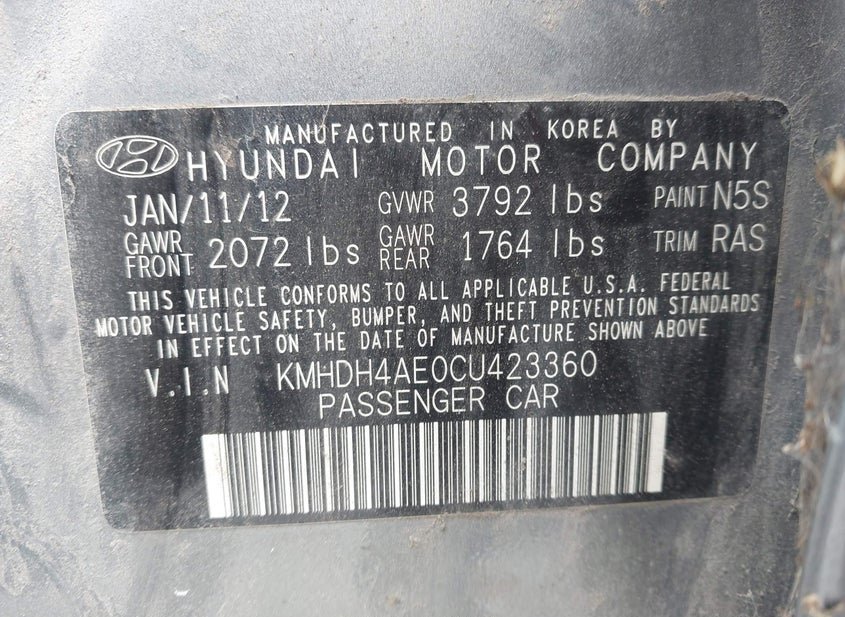 MANUFACTURED IN KOREA BY
HYUNDAI MOTOR COMPANY
JAN/11/12 GVWR 3792 lbs PAINT N5S
GAWR FRONT 2072 lbs GAWR REAR 1764 lbs TRIM RAS
THIS VEHICLE CONFORMS TO ALL APPLICABLE U.S.A. FEDERAL
MOTOR VEHICLE SAFETY, BUMPER, AND THEFT PREVENTION STANDARDS
IN EFFECT ON THE DATE OF MANUFACTURE SHOWN ABOVE
V.I.N KMHDH4AE0CU423360
PASSENGER CAR